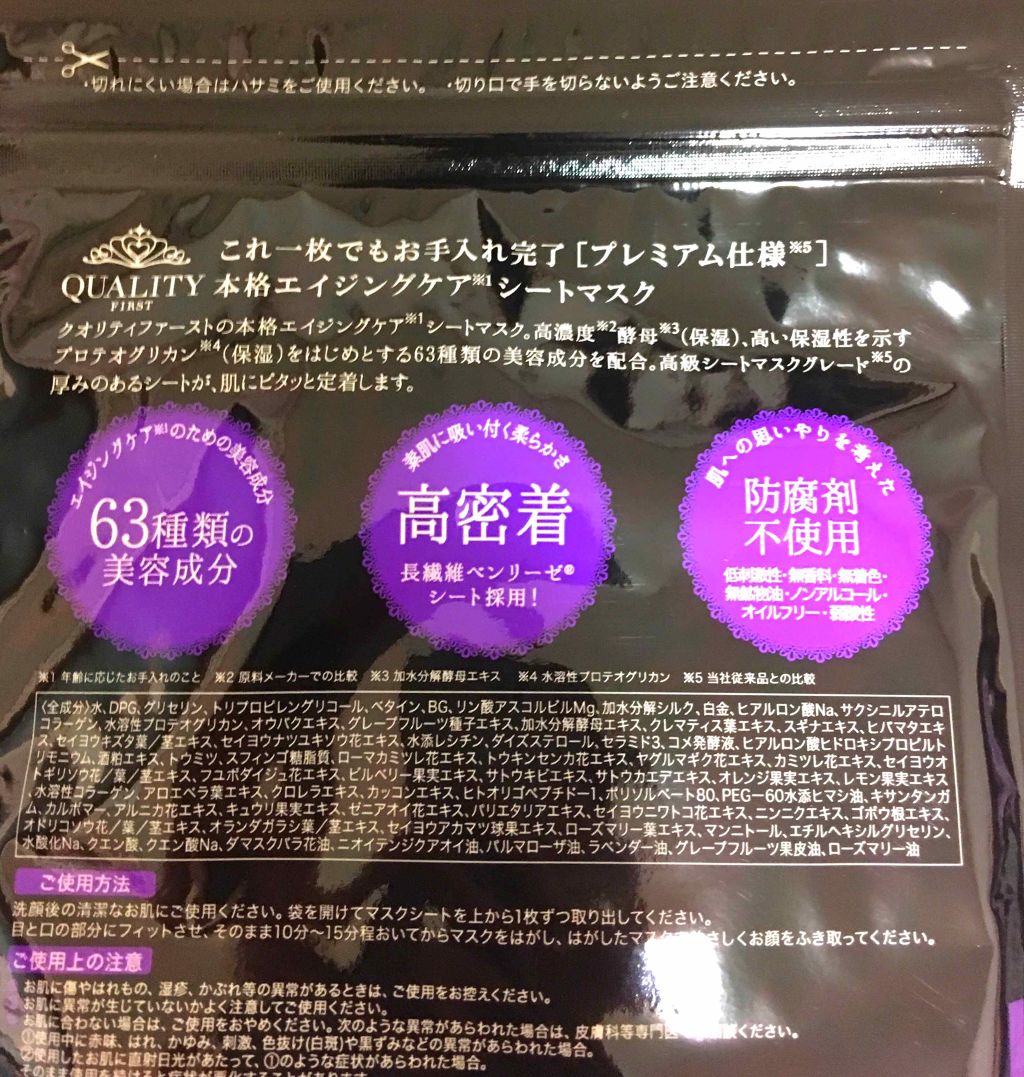 ・切れにくい場合はハサミをご使用ください。 ・切り口で手を切らないようご注意ください。
これ一枚でもお手入れ完了[プレミアム仕様※5]
QUALITY
FIRST
本格エイジングケア※1シートマスク
クオリティファーストの本格エイジングケア※1シートマスク。高濃度※2酵母※3(保湿)、高い保湿性を示す
プロテオグリカン※4(保湿)をはじめとする63種類の美容成分を配合。高級シートマスクグレード※5の
厚みのあるシートが、肌にピタッと定着します。
エイジングケア※1のための美容成分
63種類の
美容成分
素肌に吸い付く柔らかさ
高密着
長繊維ベンリーゼ®
シート採用!
肌への思いやりを考えた
防腐剤
不使用
低刺激性・無香料・無着色・
無鉱物油・ノンアルコール・
オイルフリー・弱酸性
※1 年齢に応じたお手入れのこと ※2 原料メーカーでの比較 ※3 加水分解酵母エキス ※4 水溶性プロテオグリカン ※5 当社従来品との比較
〈全成分〉水、DPG、グリセリン、トリプロピレングリコール、ベタイン、BG、リン酸アスコルビルMg、加水分解シルク、白金、ヒアルロン酸Na、サクシニルアテロ
コラーゲン、水溶性プロテオグリカン、オウバクエキス、グレープフルーツ種子エキス、加水分解酵母エキス、クレマティス葉エキス、スギナエキス、ヒバマタエキ
ス、セイヨウキズタ葉/茎エキス、セイヨウナツユキソウ花エキス、水添レシチン、ダイズステロール、セラミド3、コメ発酵液、ヒアルロン酸ヒドロキシプロピルト
リモニウム、酒粕エキス、トウミツ、スフィンゴ糖脂質、ローマカミツレ花エキス、トウキンセンカ花エキス、ヤグルマギク花エキス、カミツレ花エキス、セイヨウオ
トギリソウ花/葉/茎エキス、フユボダイジュ花エキス、ビルベリー果実エキス、サトウキビエキス、サトウカエデエキス、オレンジ果実エキス、レモン果実エキス
、水溶性コラーゲン、アロエベラ葉エキス、クロレラエキス、カッコンエキス、ヒトオリゴペプチド-1、ポリソルベート80、PEG-60水添ヒマシ油、キサンタンガ
ム、カルボマー、アルニカ花エキス、キュウリ果実エキス、ゼニアオイ花エキス、パリエタリアエキス、セイヨウニワトコ花エキス、ニンニクエキス、ゴボウ根エキス、
オドリコソウ花/葉/茎エキス、オランダガラシ葉/茎エキス、セイヨウアカマツ球果エキス、ローズマリー葉エキス、マンニトール、エチルヘキシルグリセリン、
水酸化Na、クエン酸、クエン酸Na、ダマスクバラ花油、ニオイテンジクアオイ油、パルマローザ油、ラベンダー油、グレープフルーツ果皮油、ローズマリー油
ご使用方法
洗顔後の清潔なお肌にご使用ください。袋を開けてマスクシートを上から1枚ずつ取り出してください。
目と口の部分にフィットさせ、そのまま10分〜15分程おいてからマスクをはがし、はがしたマスク さしくお顔をふき取ってください。
ご使用上の注意
お肌に傷やはれもの、湿疹、かぶれ等の異常があるときは、ご使用をお控えください。
お肌に異常が生じていないかよく注意してご使用ください。
お肌に合わない場合は、ご使用をおやめください。次のような異常があらわれた場合は、皮膚科等専門医 ください。
①使用中に赤味、はれ、かゆみ、刺激、色抜け(白斑)や黒ずみなどの異常があらわれた場合。
②使用したお肌に直射日光があたって、①のような症状があらわれた場合。
そのまま使用を続けると症状が悪化することがあります。